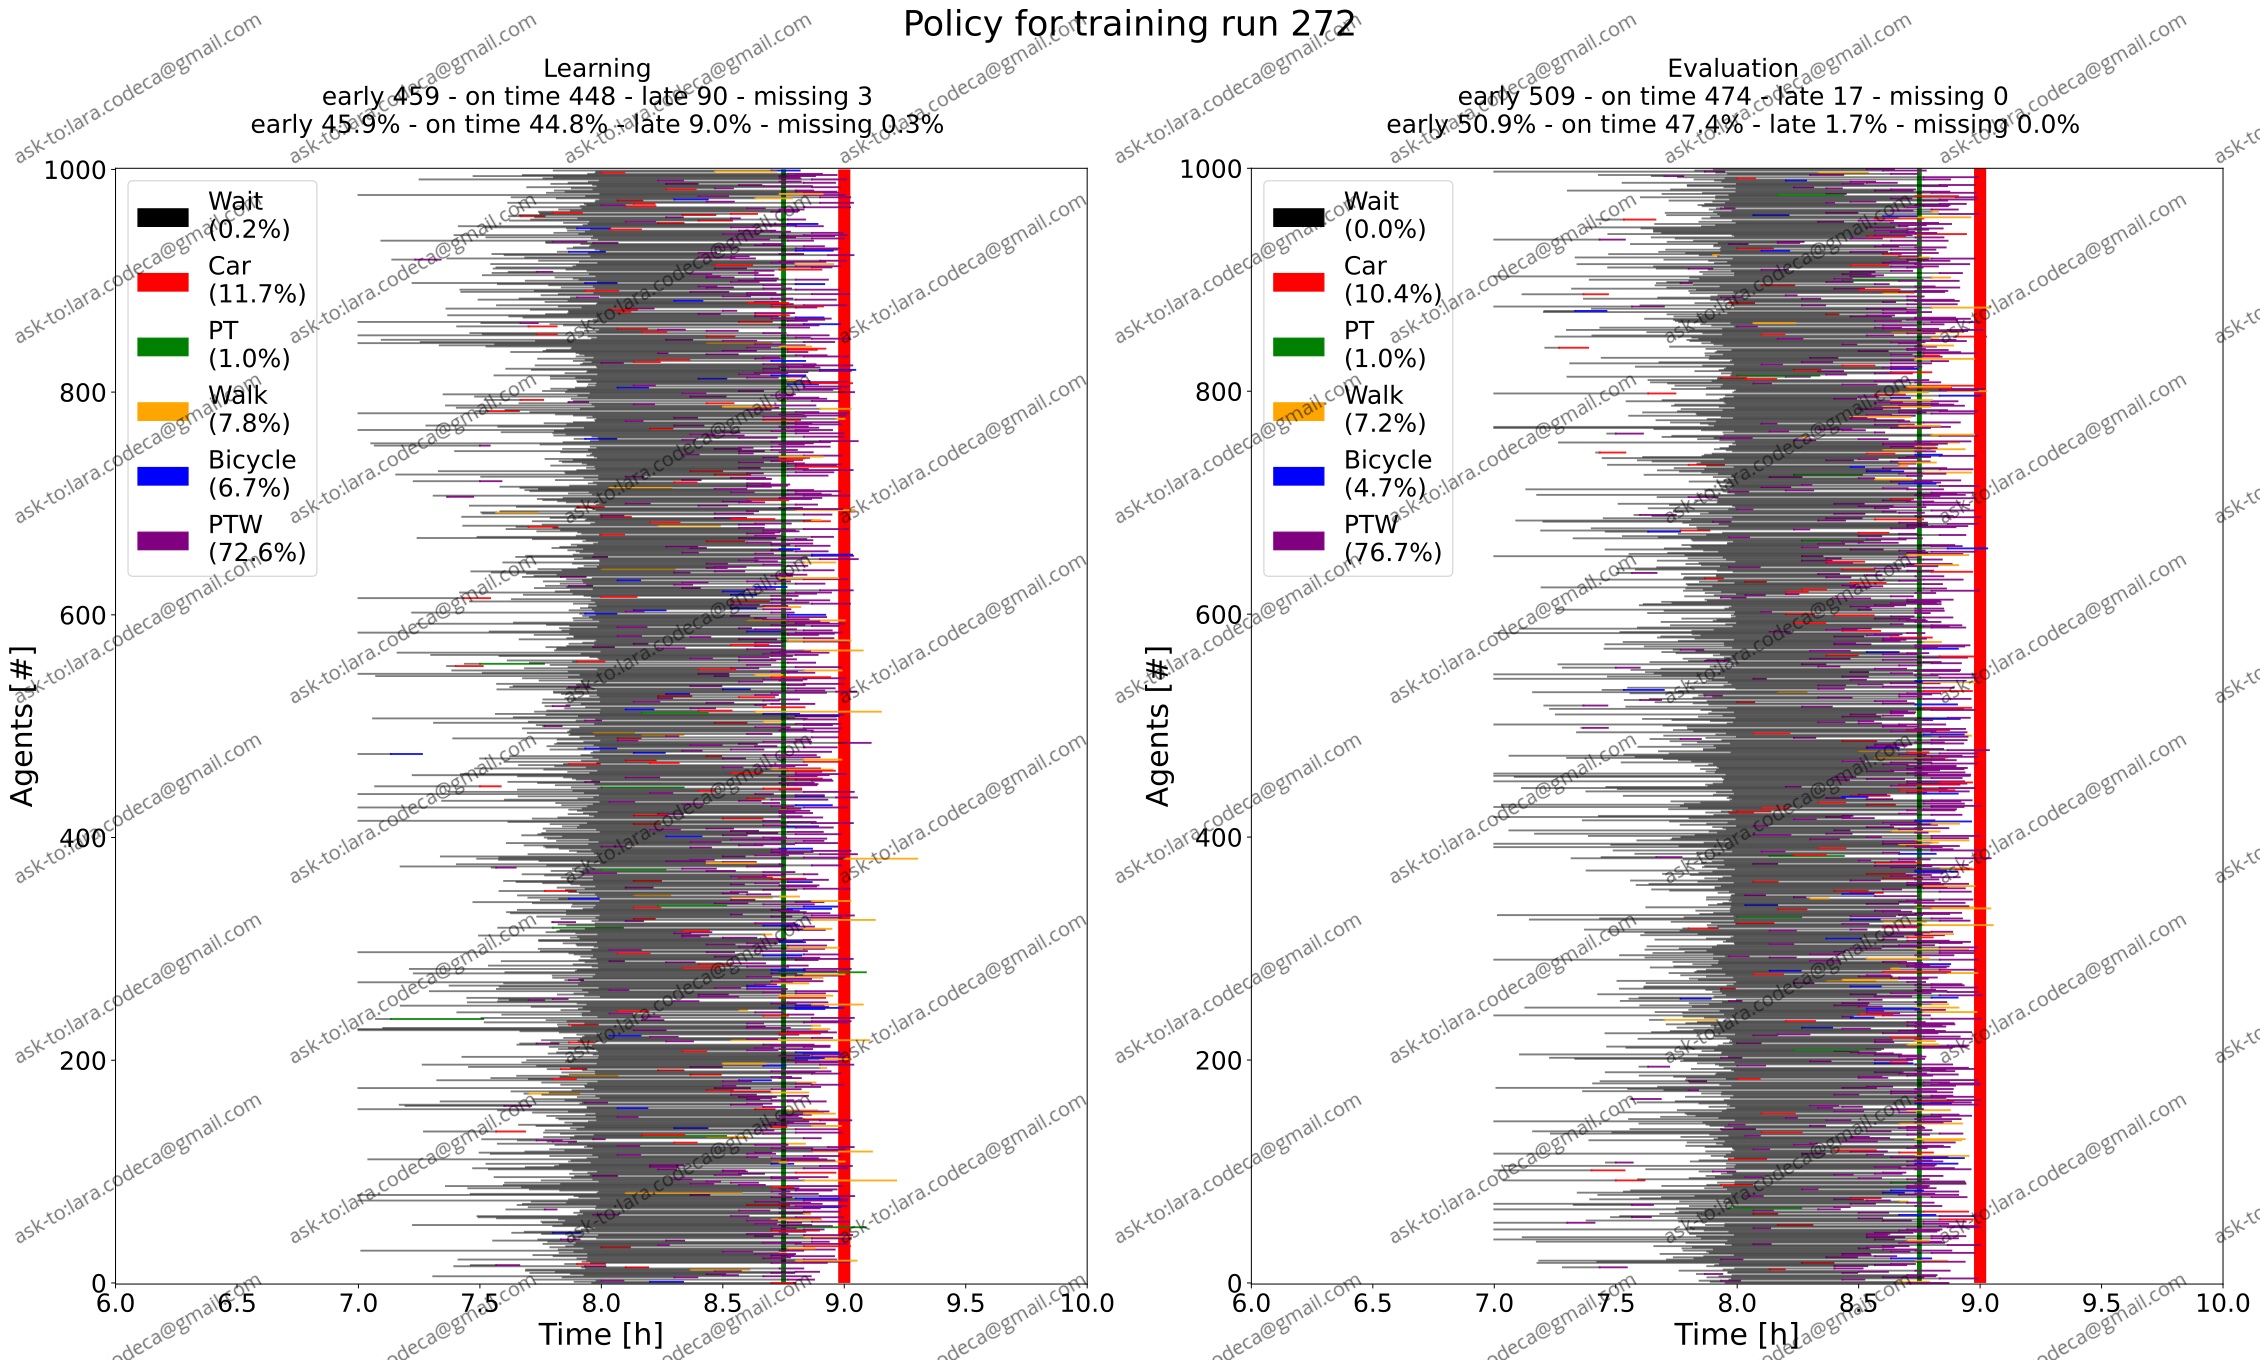 Policy for training run 272
Learning
early 459 - on time 448 - late 90 - missing 3
early 45.9% - on time 44.8% - late 9.0% - missing 0.3%
Evaluation
early 509 - on time 474 - late 17 - missing 0
early 50.9% - on time 47.4% - late 1.7% - missing 0.0%
Wait
(0.2%)
Car
(11.7%)
PT
(1.0%)
Walk
(7.8%)
Bicycle
(6.7%)
PTW
(72.6%)
1000
800
600
400
200
0
Agents [#]
6.0 6.5 7.0 7.5 8.0 8.5 9.0 9.5 10.0
Time [h]
Wait
(0.0%)
Car
(10.4%)
PT
(1.0%)
Walk
(7.2%)
Bicycle
(4.7%)
PTW
(76.7%)
1000
800
600
400
200
0
Agents [#]
6.0 6.5 7.0 7.5 8.0 8.5 9.0 9.5 10.0
Time [h]
ask-to:lara.codeca@gmail.com